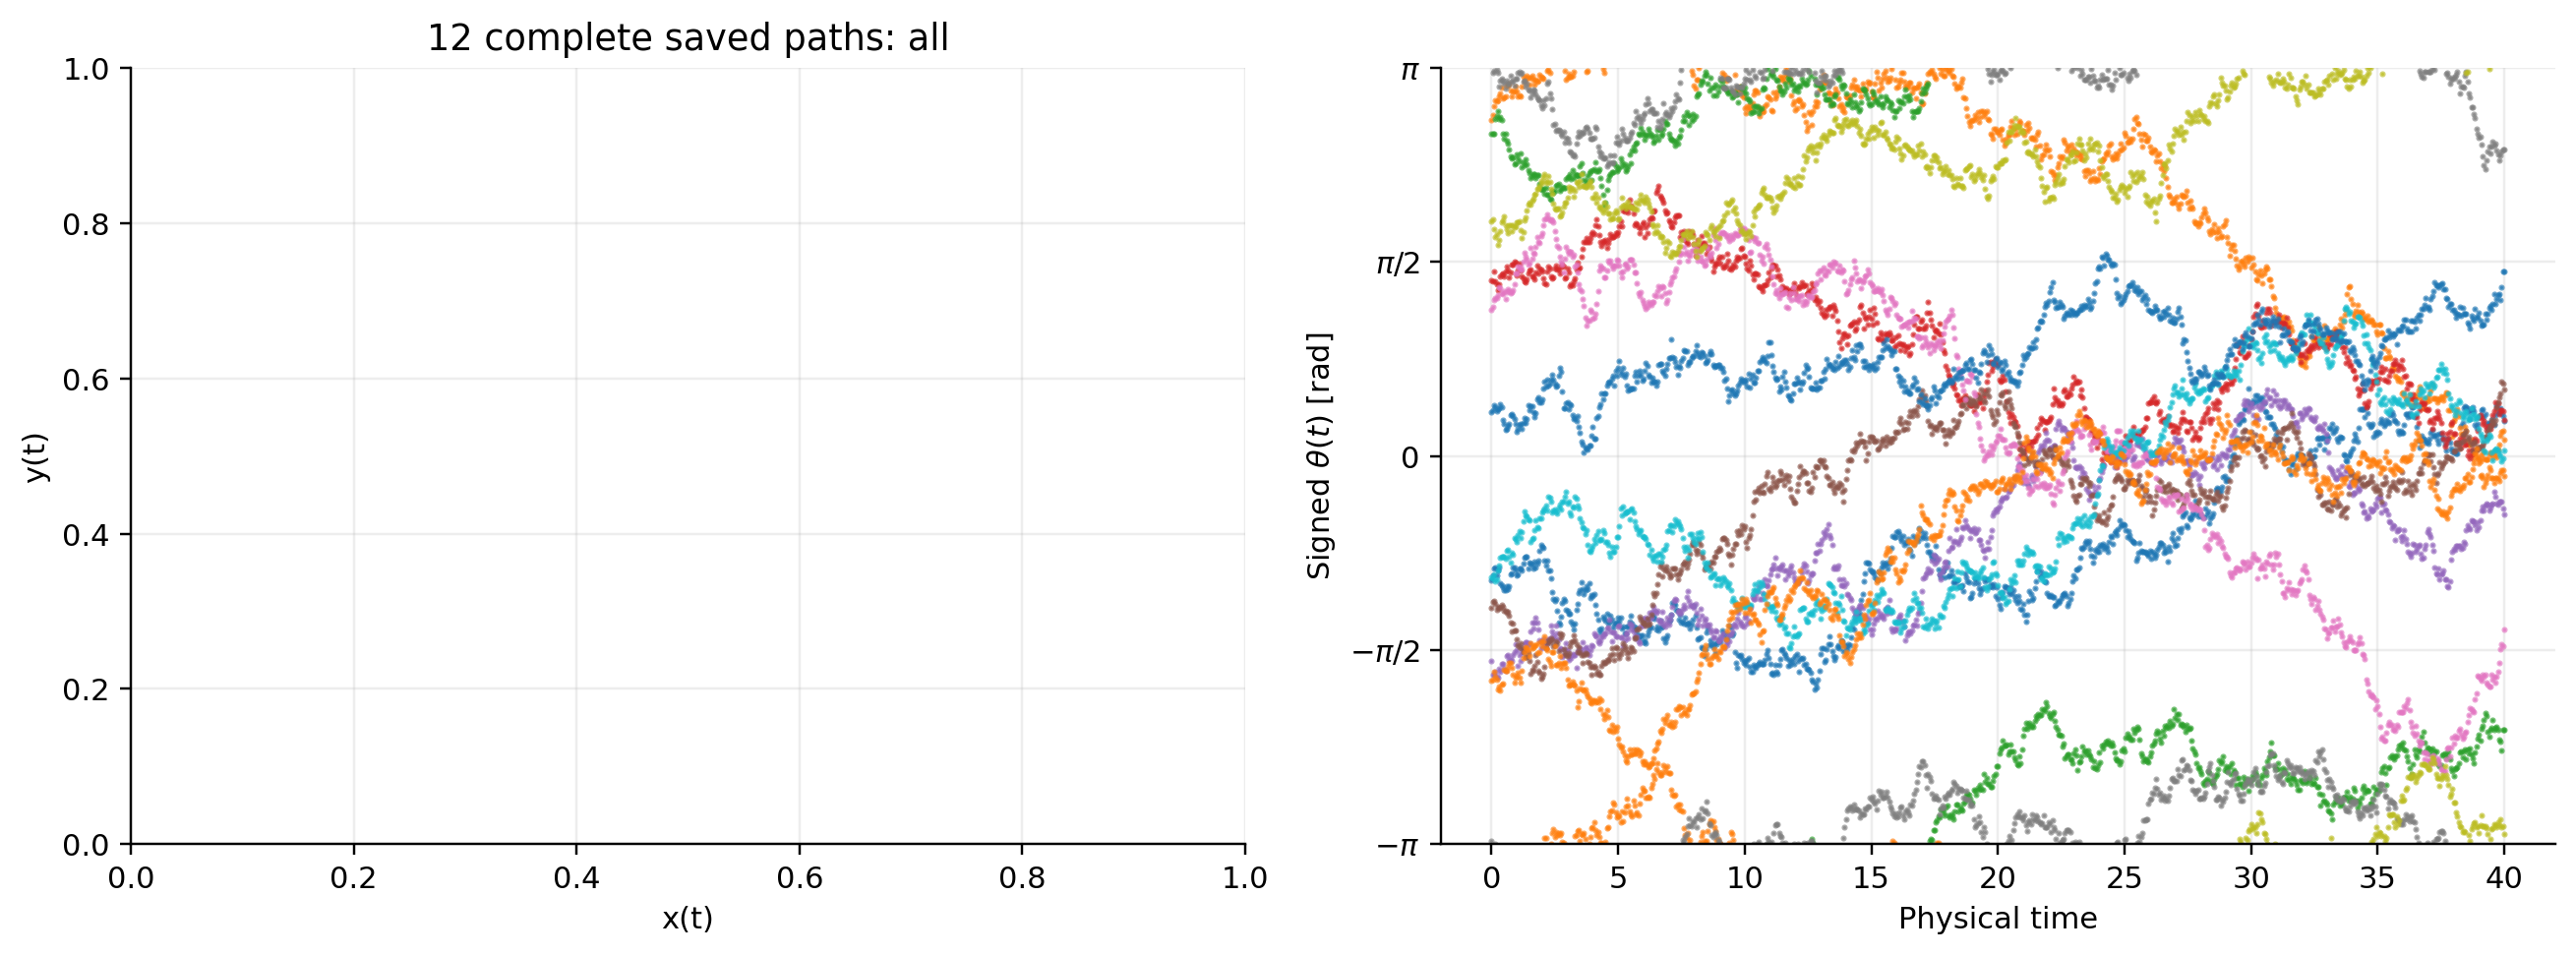 12 complete saved paths: all
1.0
0.8
0.6
0.4
0.2
0.0
y(t)
0.0 0.2 0.4 0.6 0.8 1.0
x(t)
π
π/2
0
−π/2
−π
Signed θ(t) [rad]
0 5 10 15 20 25 30 35 40
Physical time